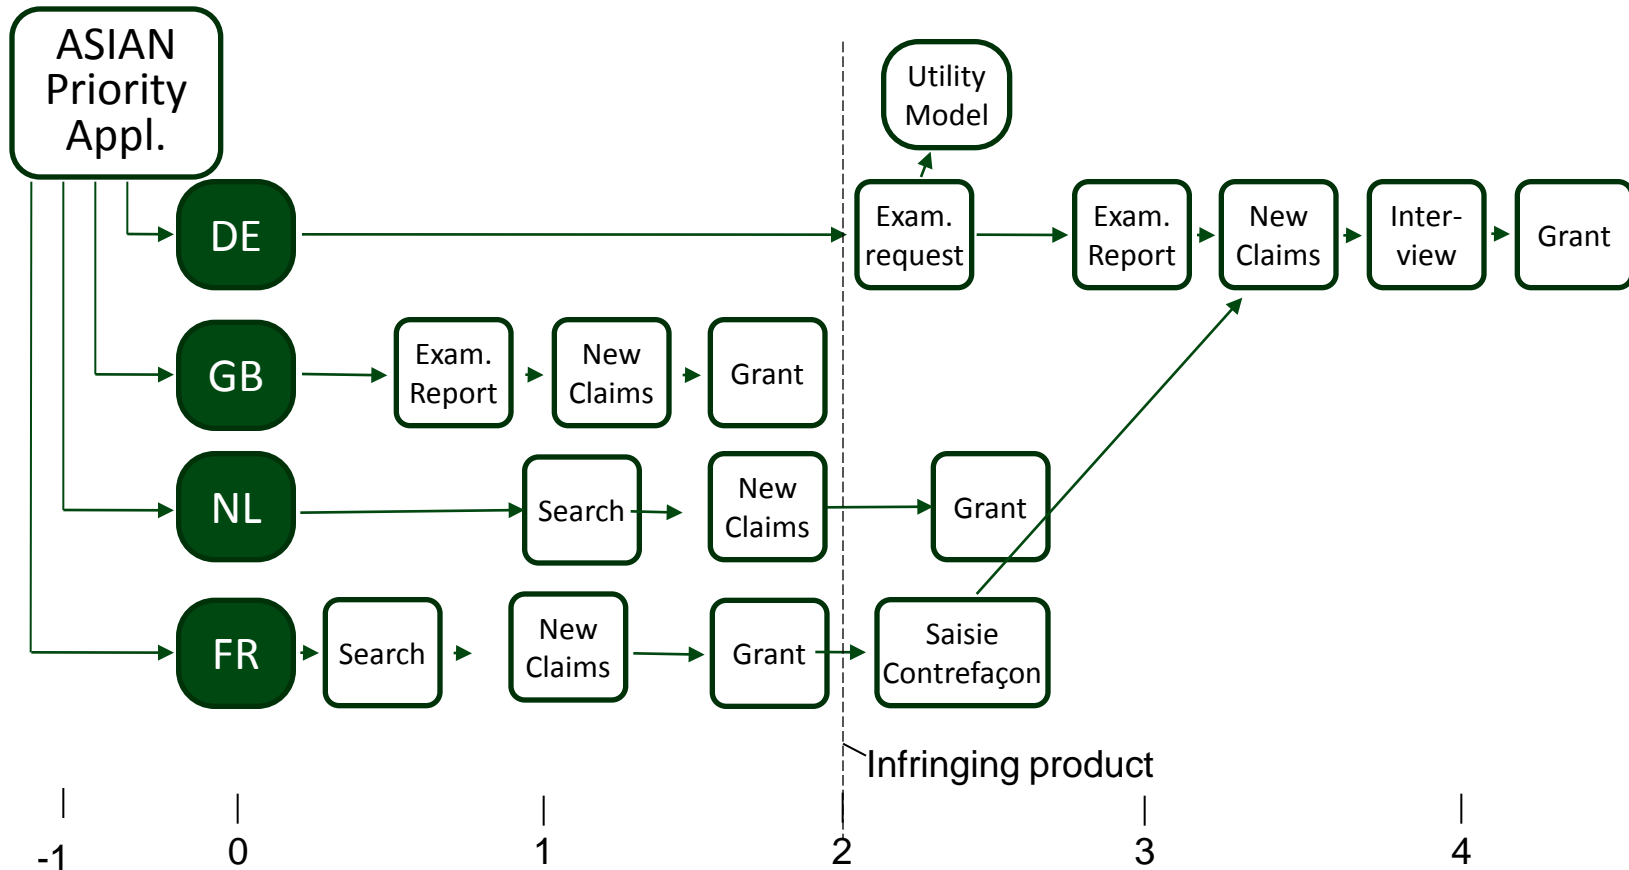 ASIAN
Priority
Appl.
Utility
Model
DE
Exam.
request
Exam.
Report
New
Claims
Inter-
view
Grant
GB
Exam.
Report
New
Claims
Grant
NL
Search
New
Claims
Grant
FR
Search
New
Claims
Grant
Saisie
Contrefaçon
Infringing product
-1
0
1
2
3
4